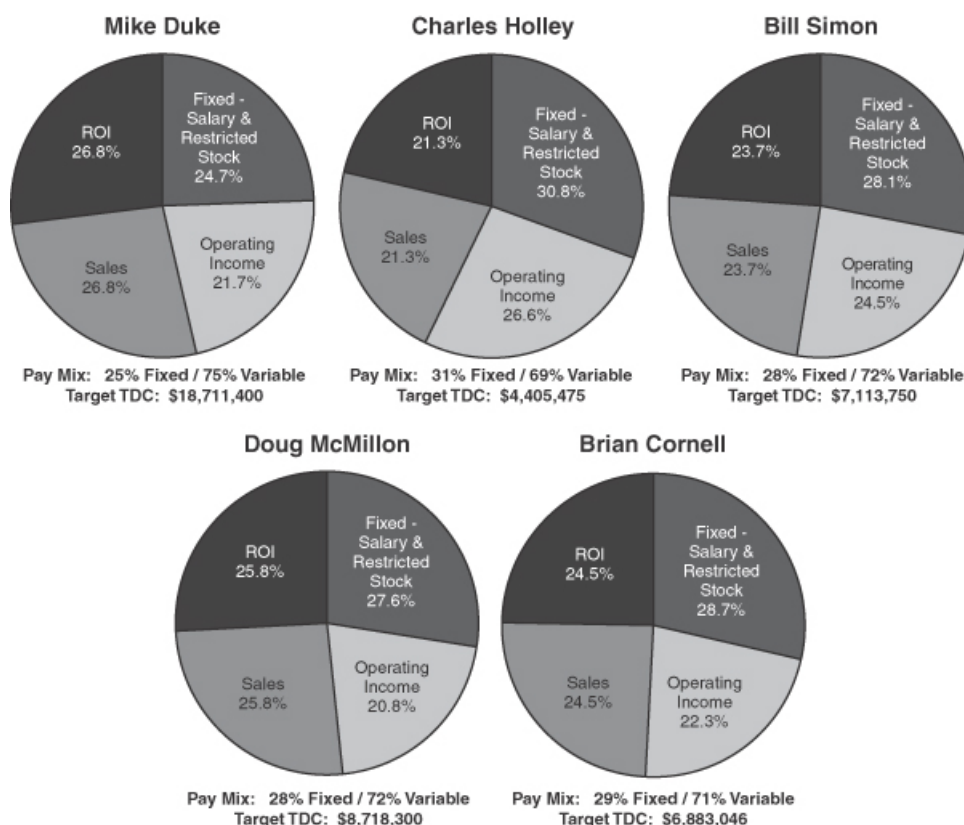 Mike Duke
ROI
26.8%
Fixed -
Salary &
Restricted
Stock
24.7%
Sales
26.8%
Operating
Income
21.7%
Pay Mix: 25% Fixed / 75% Variable
Target TDC: $18,711,400
Charles Holley
ROI
21.3%
Fixed -
Salary &
Restricted
Stock
30.8%
Sales
21.3%
Operating
Income
26.6%
Pay Mix: 31% Fixed / 69% Variable
Target TDC: $4,405,475
Bill Simon
ROI
23.7%
Fixed -
Salary &
Restricted
Stock
28.1%
Sales
23.7%
Operating
Income
24.5%
Pay Mix: 28% Fixed / 72% Variable
Target TDC: $7,113,750
Doug McMillon
ROI
25.8%
Fixed -
Salary &
Restricted
Stock
27.6%
Sales
25.8%
Operating
Income
20.8%
Pay Mix: 28% Fixed / 72% Variable
Target TDC: $8,718,300
Brian Cornell
ROI
24.5%
Fixed -
Salary &
Restricted
Stock
28.7%
Sales
24.5%
Operating
Income
22.3%
Pay Mix: 29% Fixed / 71% Variable
Target TDC: $6,883,046